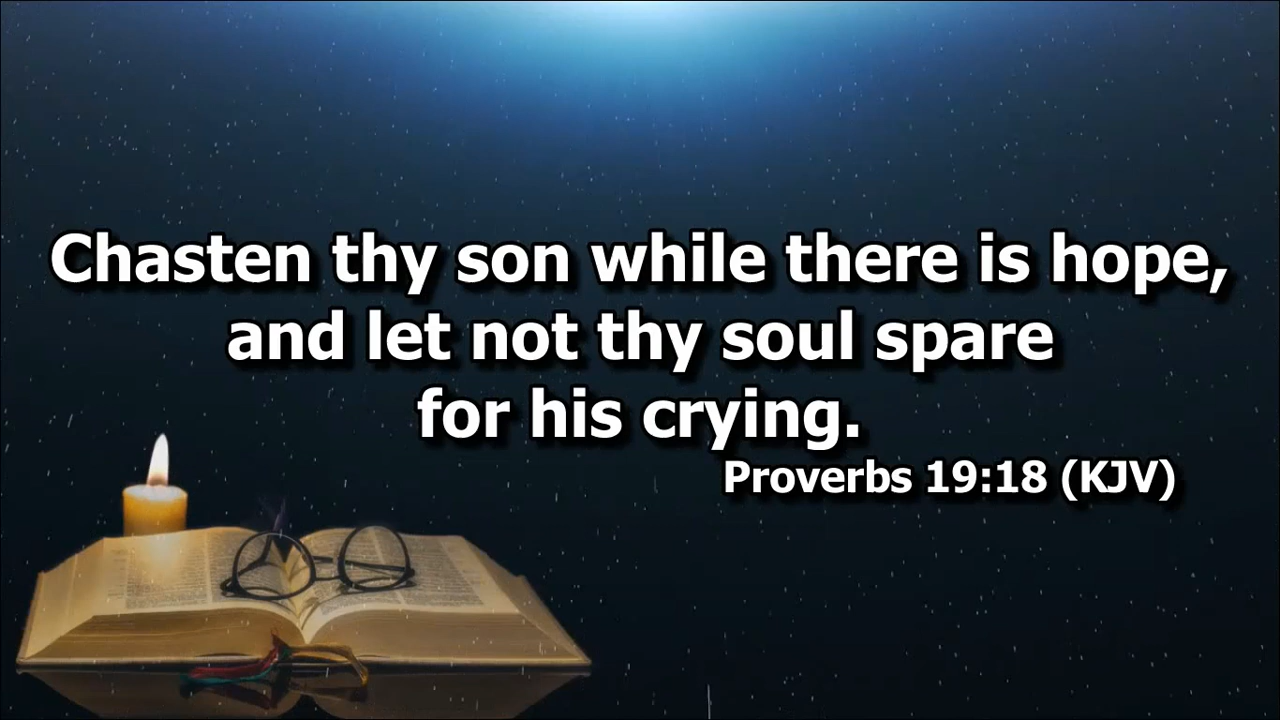 Chasten thy son while there is hope,
and let not thy soul spare
for his crying.
Proverbs 19:18 (KJV)